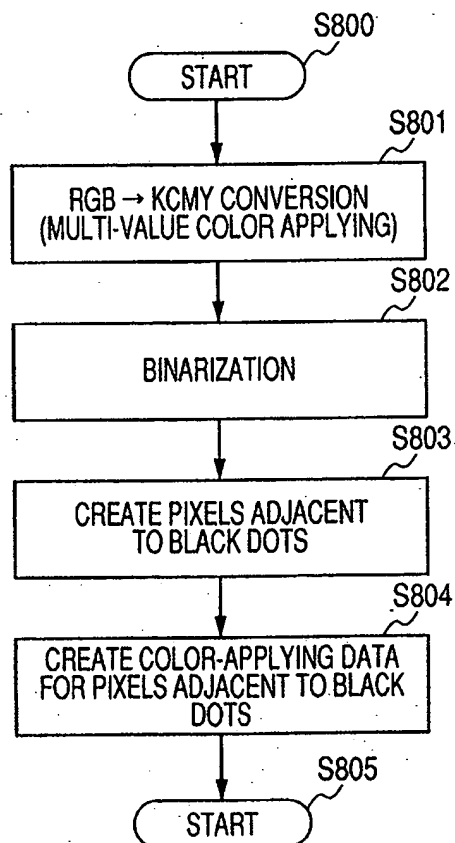 S800
START
S801
RGB → KCMY CONVERSION
(MULTI-VALUE COLOR APPLYING)
S802
BINARIZATION
S803
CREATE PIXELS ADJACENT
TO BLACK DOTS
S804
CREATE COLOR-APPLYING DATA
FOR PIXELS ADJACENT TO BLACK
DOTS
S805
START